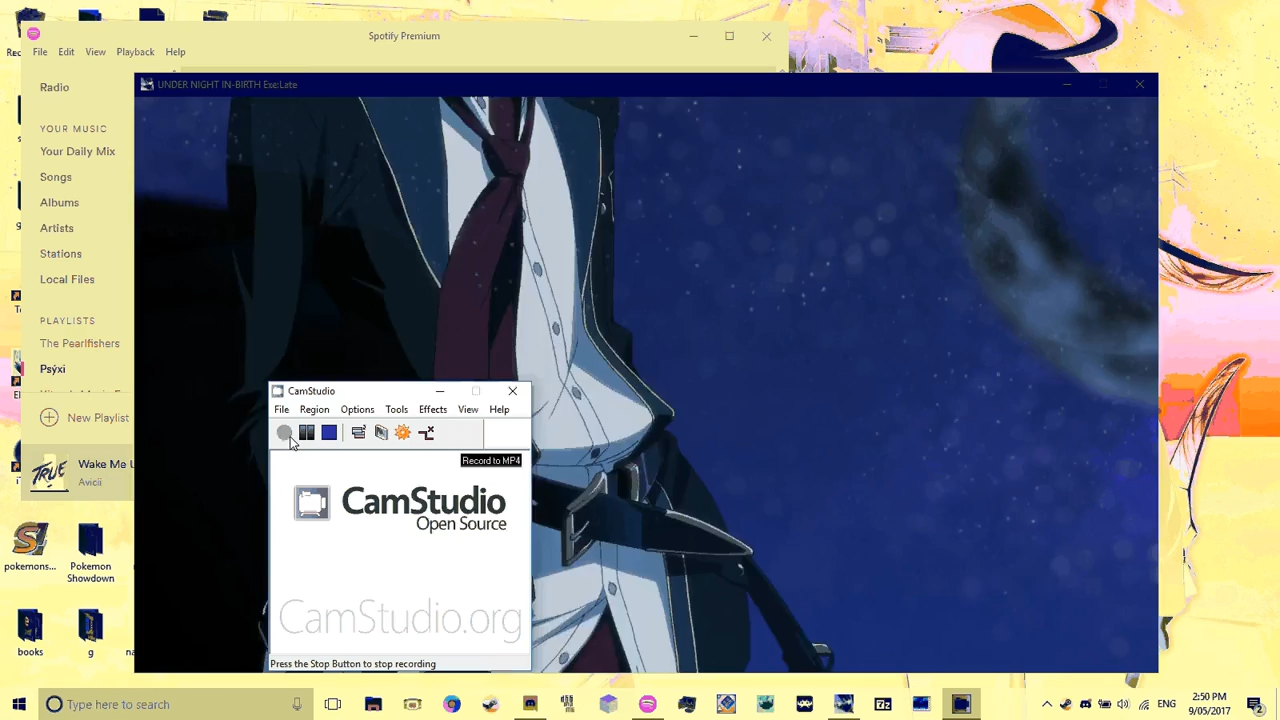 Spotify Premium
File Edit View Playback Help
Radio
YOUR MUSIC
Your Daily Mix
Songs
Albums
Artists
Stations
Local Files
PLAYLISTS
The Pearlfishers
Psýxi
New Playlist
Wake Me U
Avicii
UNDER NIGHT IN-BIRTH Exe:Late
CamStudio
File Region Options Tools Effects View Help
Record to MP4
CamStudio
Open Source
CamStudio.org
Press the Stop Button to stop recording
TRUE
pokemons...
Pokemon
Showdown
books
g
Type here to search
7z
ENG
2:50 PM
9/05/2017
2